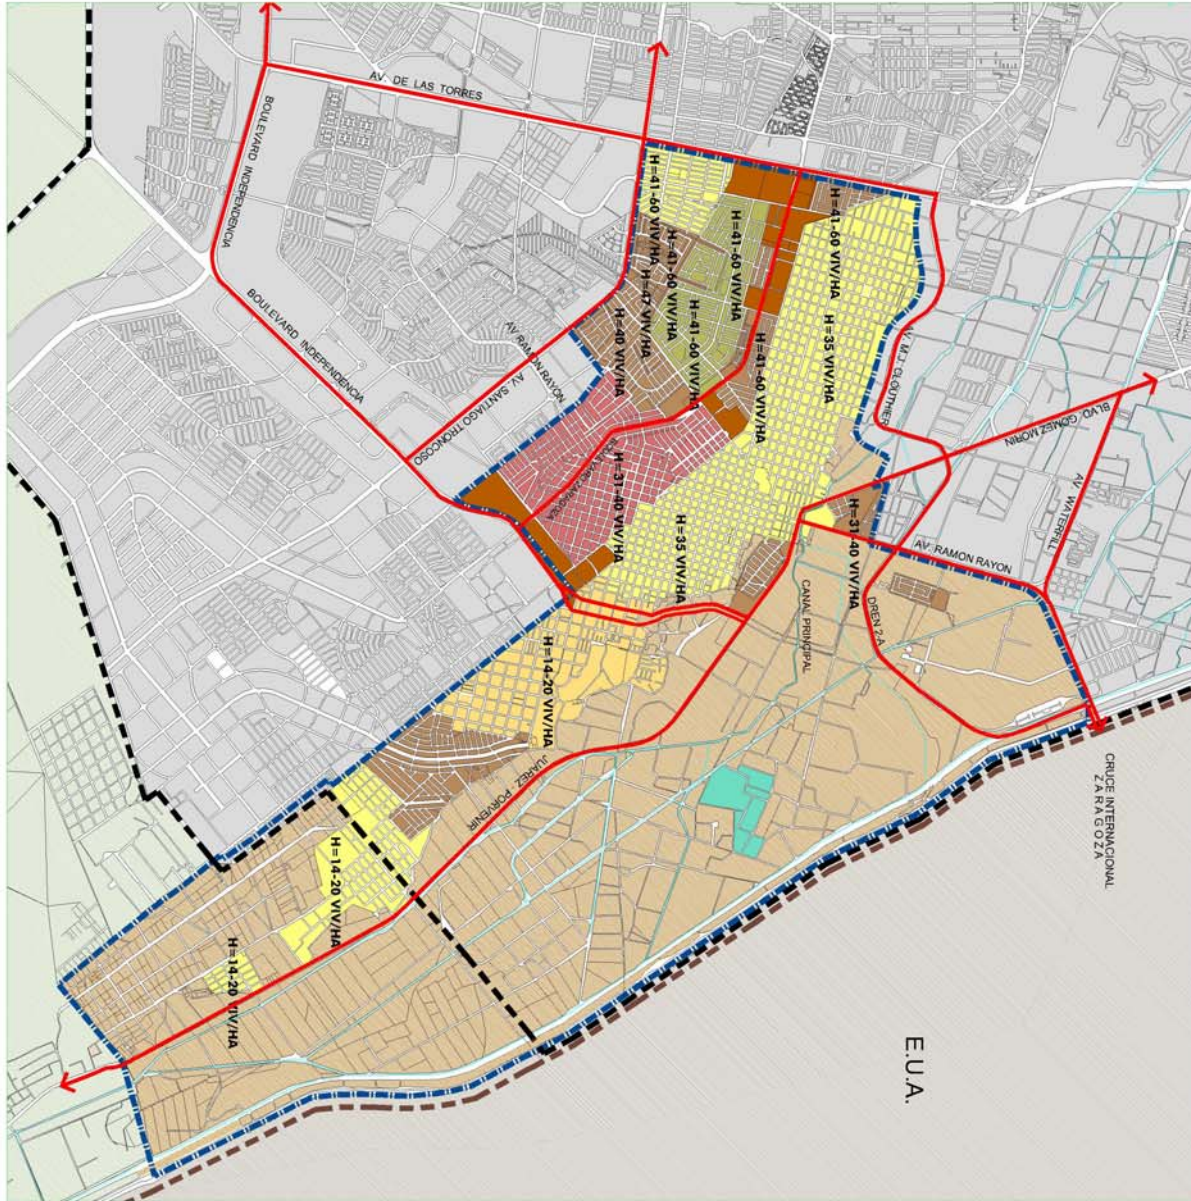 AV. DE LAS TORRES
BOULEVARD INDEPENDENCIA
BOULEVARD INDEPENDENCIA
AV RAMON RAYON
AV. SANTIAGO TRONCOSO
H=41-60 VIV/HA
H=41-60 VIV/HA
H=47 VIV/HA
H=40 VIV/HA
H=41-60 VIV/HA
H=41-60 VIV/HA
H=41-60 VIV/HA
H=41-60 VIV/HA
H=35 VIV/HA
AV. M.J. CLOUTHIER
BLVD. GOMEZ MORIN
AV. WATERFILL
AV. RAMON RAYON
H=31-40 VIV/HA
BOULEVARD ZARAGOZA
H=31-40 VIV/HA
H=35 VIV/HA
CANAL PRINCIPAL
DREN 2-A
H=14-20 VIV/HA
JUAREZ PORVENIR
CRUCE INTERNACIONAL
ZARAGOZA
H=14-20 VIV/HA
H=14-20 VIV/HA
E.U.A.